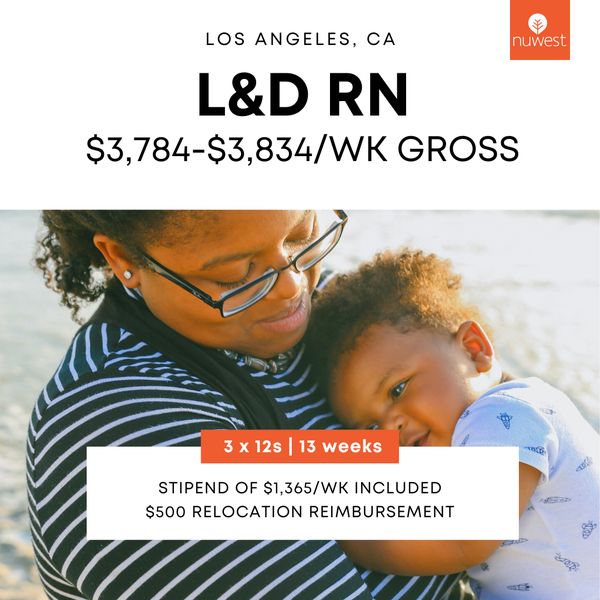 LOS ANGELES, CA
nuwest
L&D RN
$3,784-$3,834/WK GROSS
3 x 12s | 13 weeks
STIPEND OF $1,365/WK INCLUDED
$500 RELOCATION REIMBURSEMENT